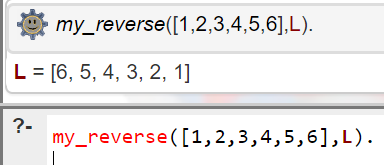 my_reverse([1,2,3,4,5,6],L).
L = [6, 5, 4, 3, 2, 1]
?- my_reverse([1,2,3,4,5,6],L).